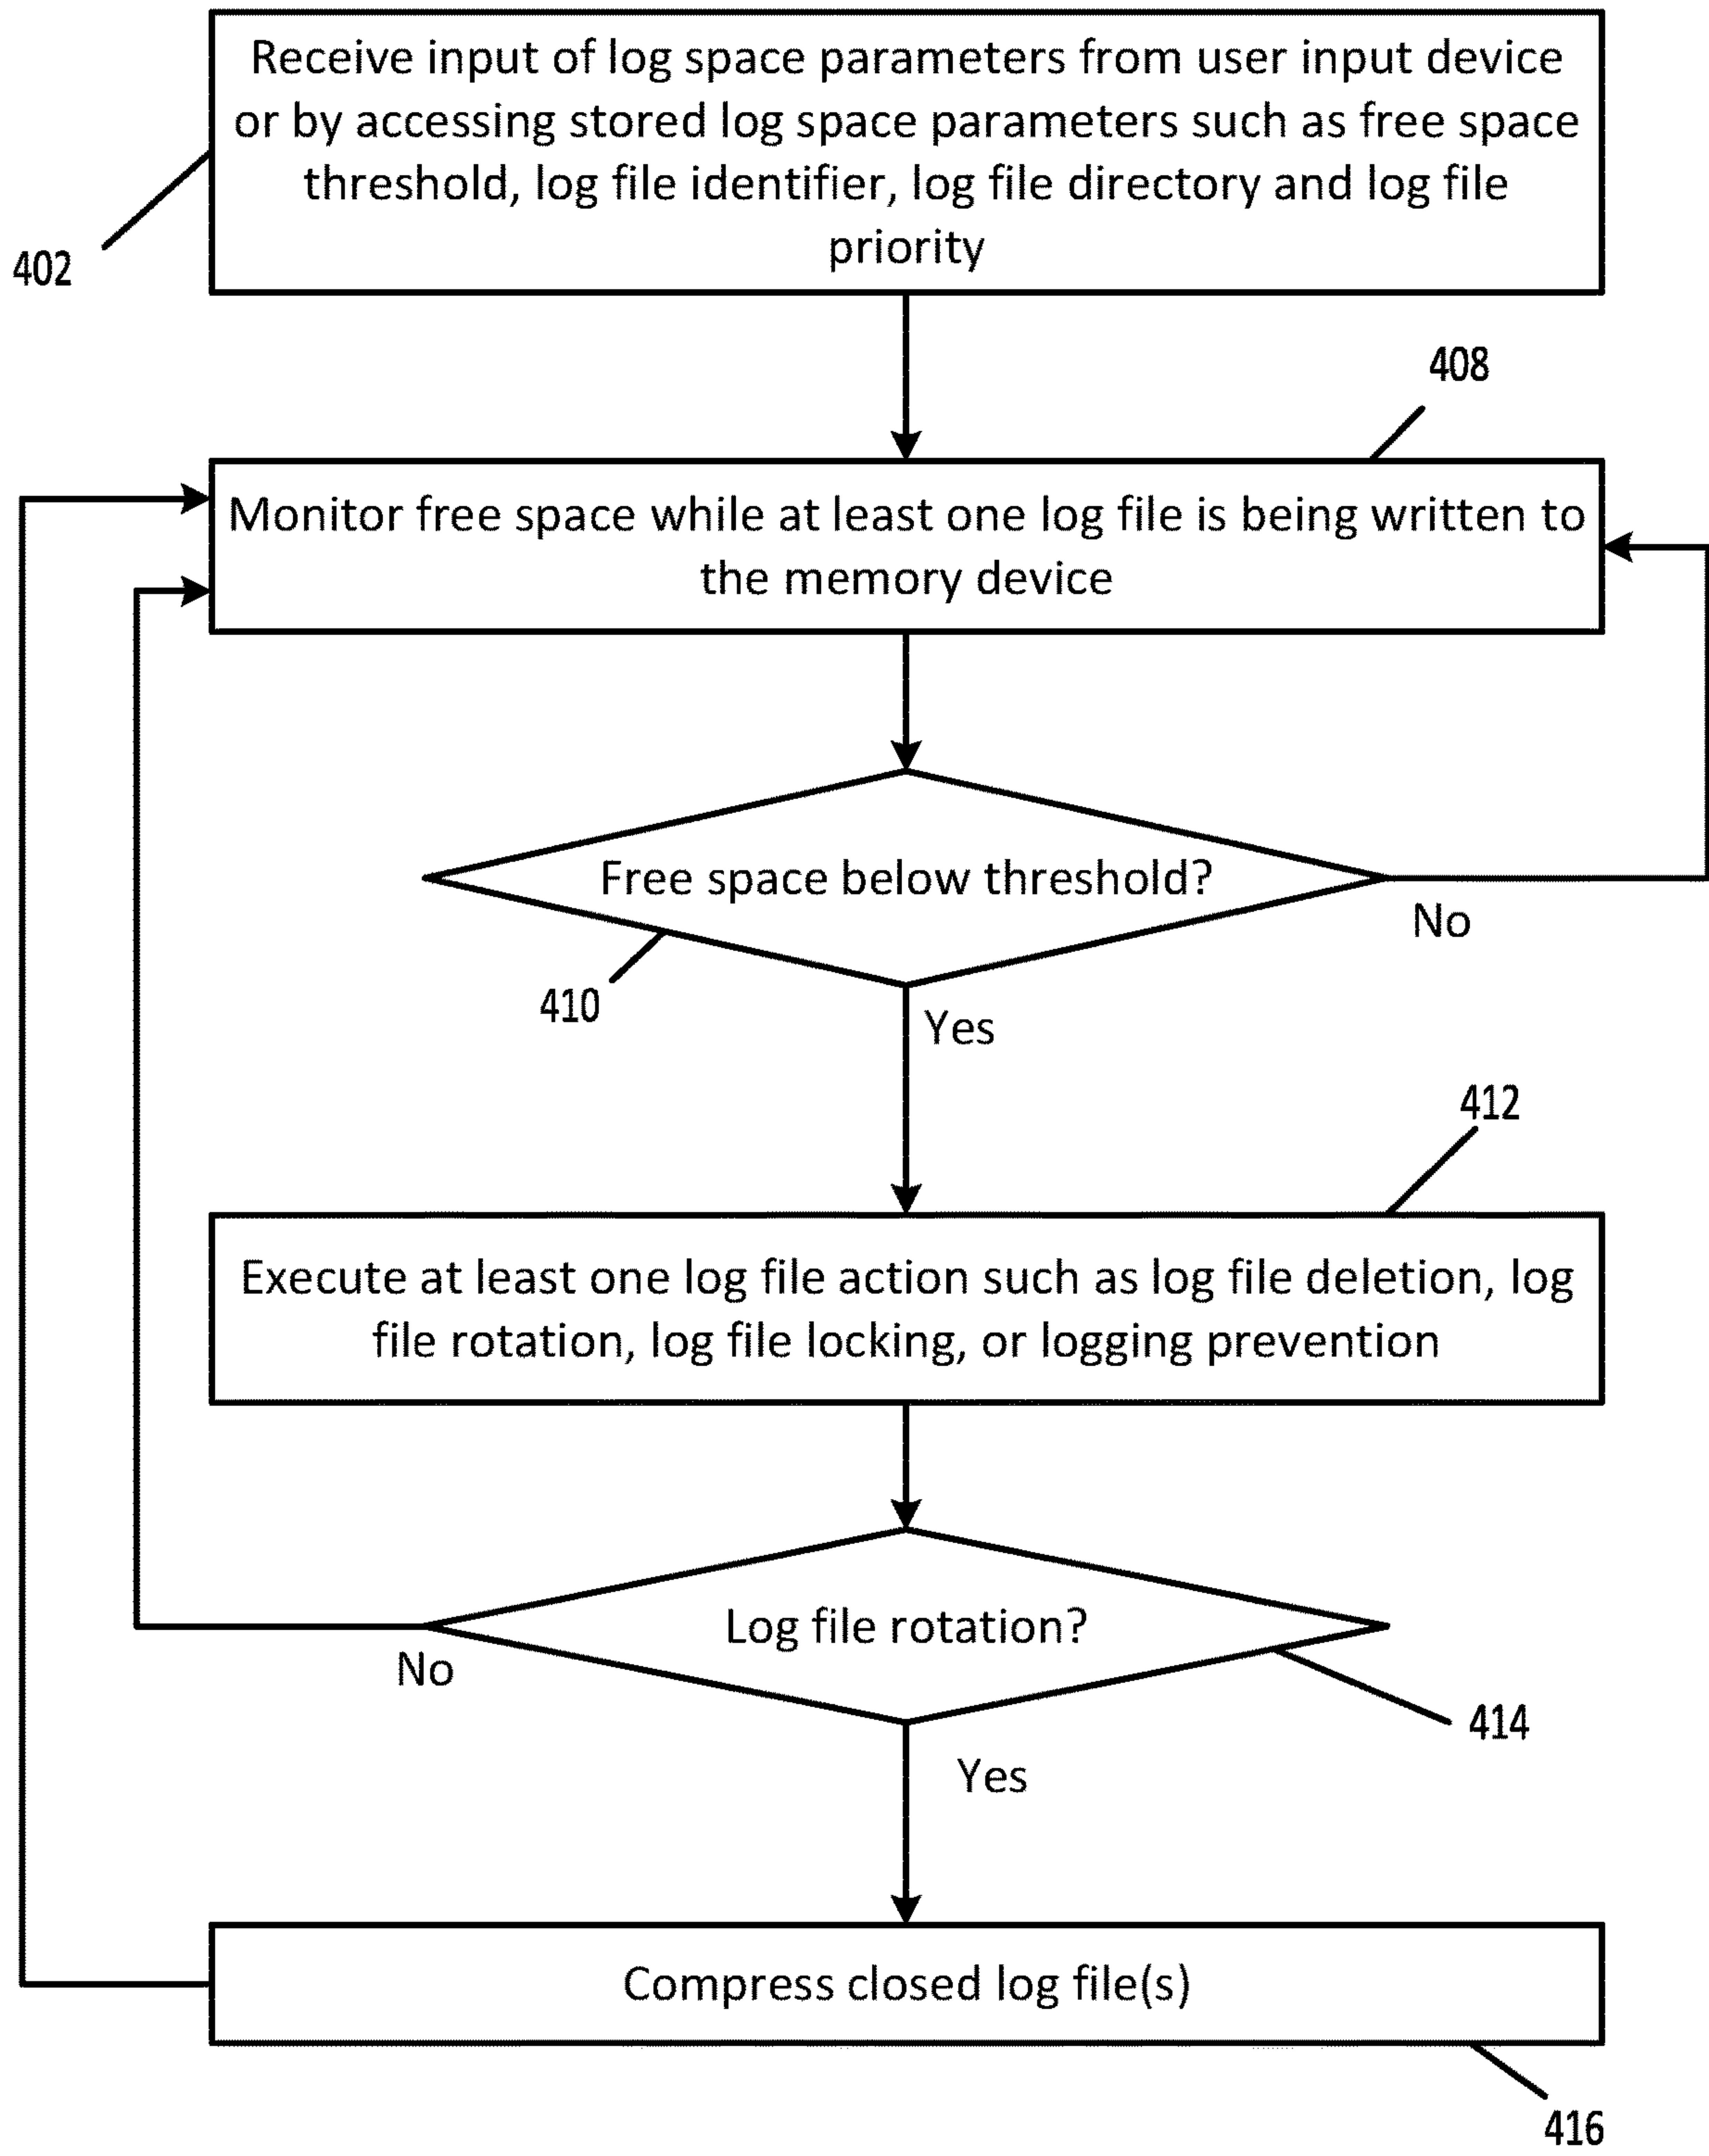 Receive input of log space parameters from user input device
or by accessing stored log space parameters such as free space
threshold, log file identifier, log file directory and log file
priority
402
408
Monitor free space while at least one log file is being written to
the memory device
Free space below threshold?
No
410
Yes
412
Execute at least one log file action such as log file deletion, log
file rotation, log file locking, or logging prevention
Log file rotation?
No
414
Yes
Compress closed log file(s)
416